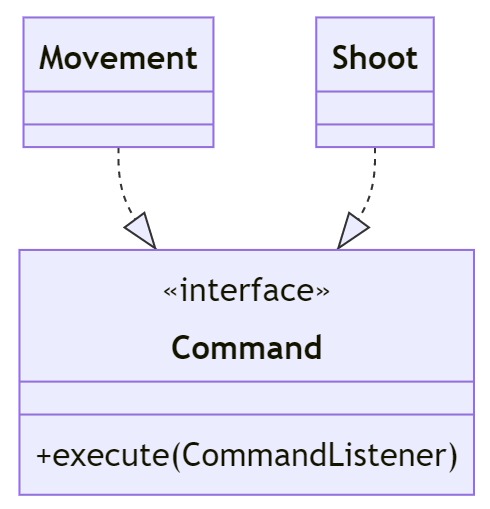 Movement
Shoot
«interface»
Command
+execute(CommandListener)